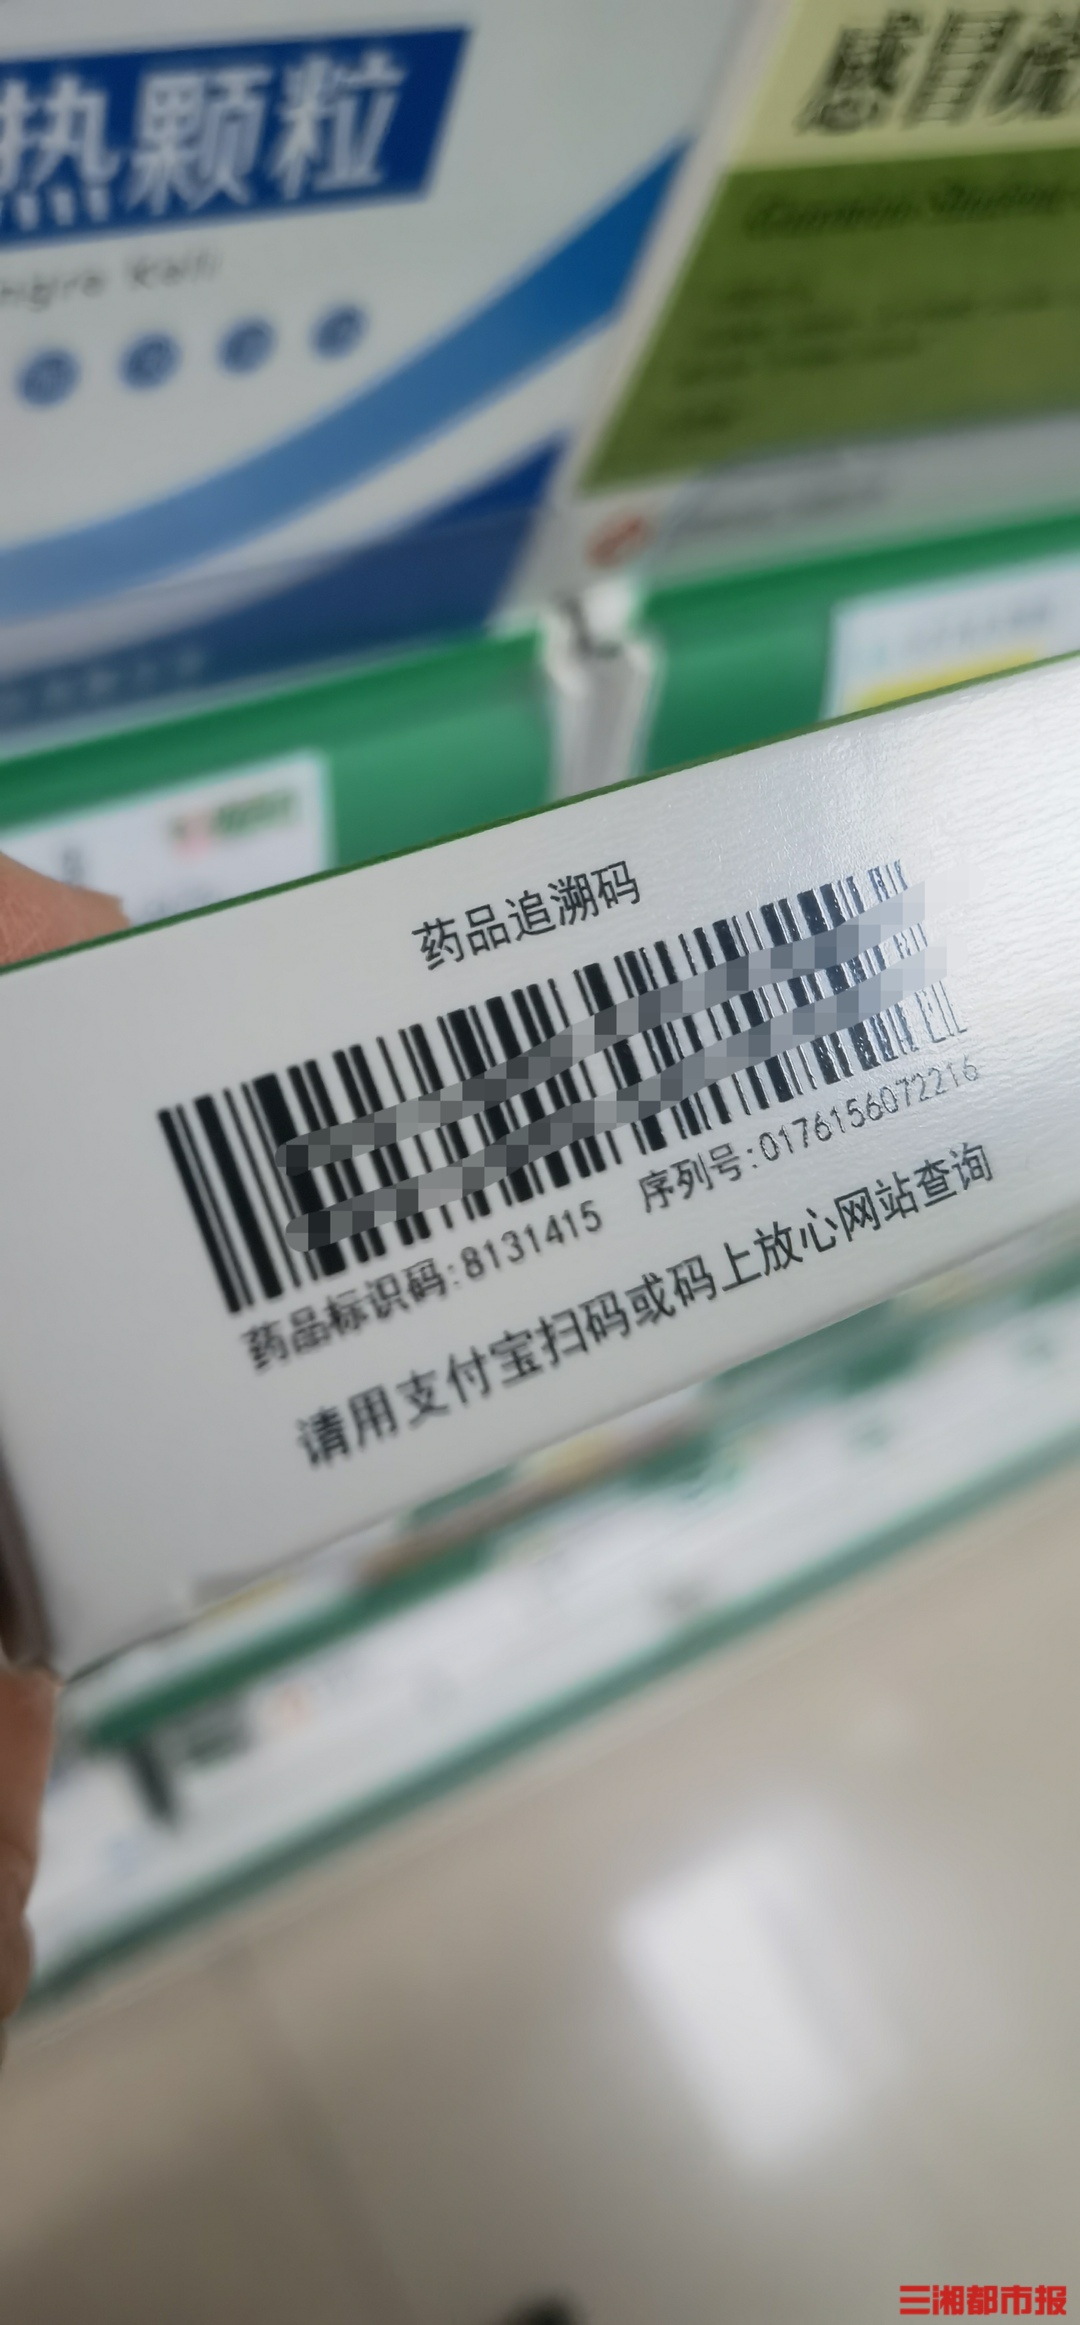 热颗粒
感冒
药品追溯码
药品标识码:8131415 序列号:0176156072216
请用支付宝扫码或码上放心网站查询
三湘都市报